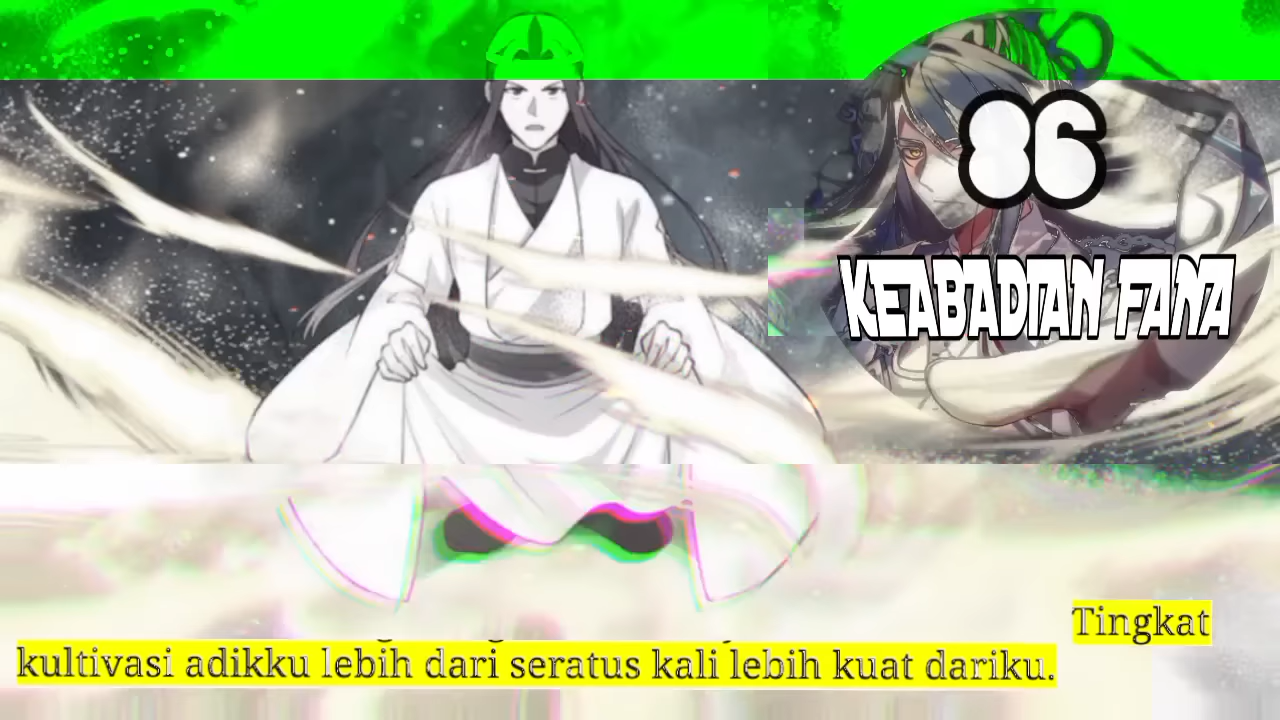 86
KEABADIAN FANA
Tingkat
kultivasi adikku lebih dari seratus kali lebih kuat dariku.